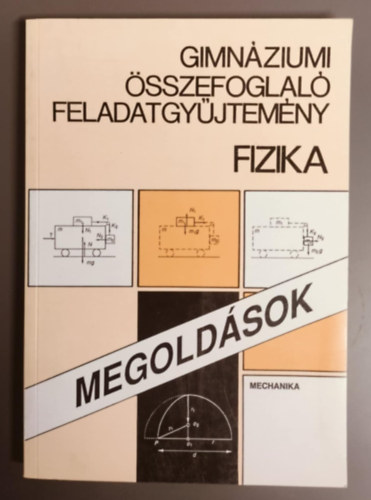 GIMNÁZIUMI
ÖSSZEFOGLALÓ
FELADATGYŰJTEMÉNY
FIZIKA
MEGOLDÁSOK
MECHANIKA